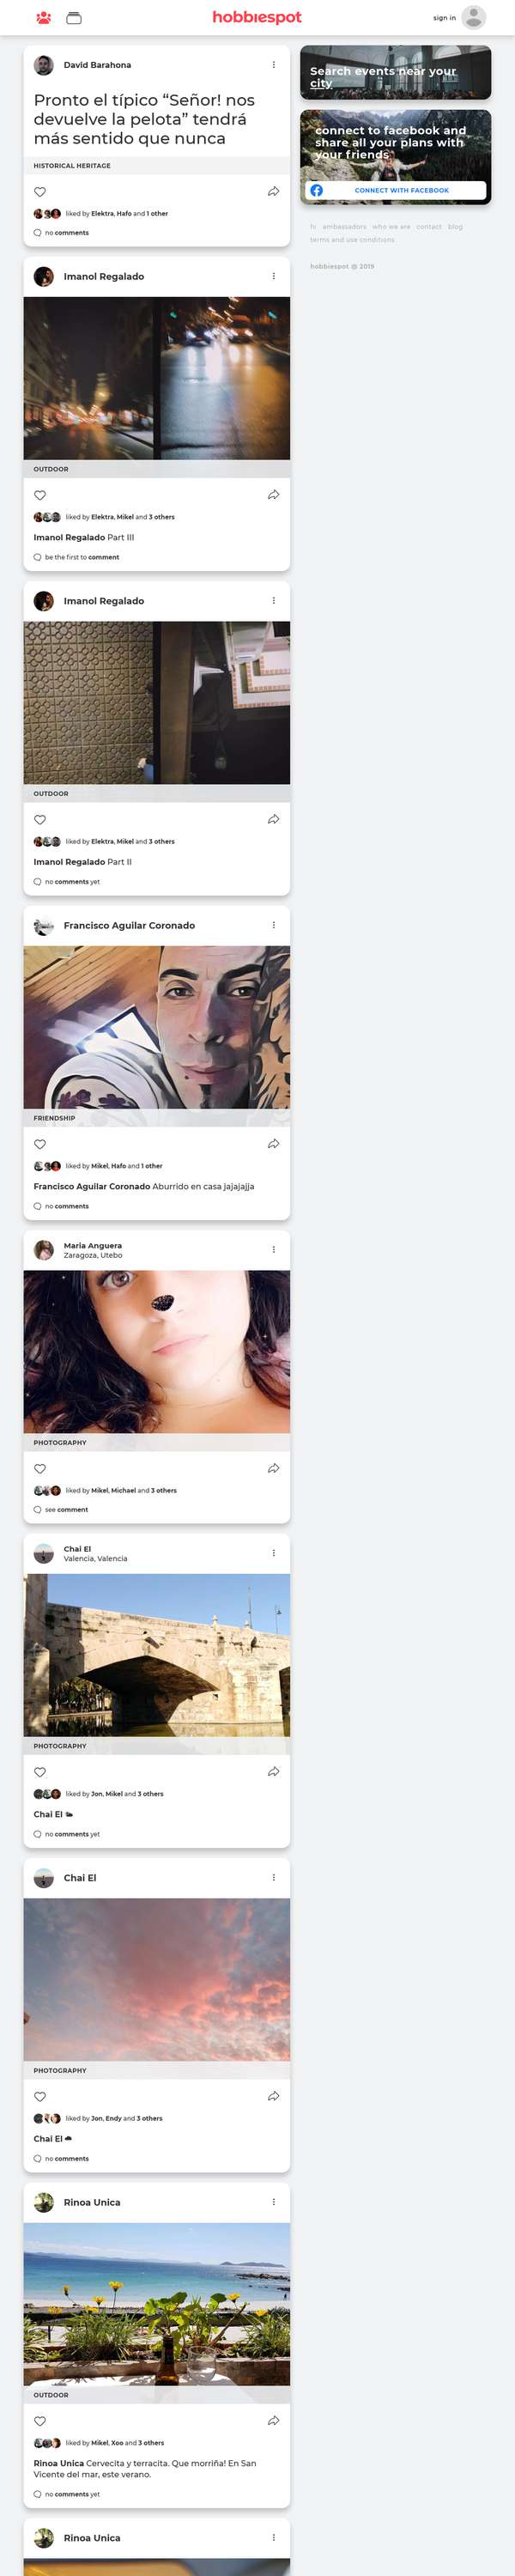 hobbiespot
sign in
David Barahona
Pronto el típico “Señor! nos
devuelve la pelota” tendrá
más sentido que nunca
HISTORICAL HERITAGE
liked by Elektra, Hafo and 1 other
no comments
Imanol Regalado
OUTDOOR
liked by Elektra, Mikel and 3 others
Imanol Regalado Part III
be the first to comment
Imanol Regalado
OUTDOOR
liked by Elektra, Mikel and 3 others
Imanol Regalado Part II
no comments yet
Francisco Aguilar Coronado
FRIENDSHIP
liked by Mikel, Hafo and 1 other
Francisco Aguilar Coronado Aburrido en casa jajajajja
no comments
Maria Anguera
Zaragoza, Utebo
PHOTOGRAPHY
liked by Mikel, Michael and 3 others
see comment
Chai El
Valencia, Valencia
PHOTOGRAPHY
liked by Jon, Mikel and 3 others
Chai El
no comments yet
Chai El
PHOTOGRAPHY
liked by Jon, Endy and 3 others
Chai El
no comments
Rinoa Unica
OUTDOOR
liked by Mikel, Xoo and 3 others
Rinoa Unica Cervecita y terracita. Que morriña! En San
Vicente del mar, este verano.
no comments yet
Rinoa Unica
Search events near your
city
connect to facebook and
share all your plans with
your friends
CONNECT WITH FACEBOOK
hi ambassadors who we are contact blog
terms and use conditions
hobbiespot @ 2019